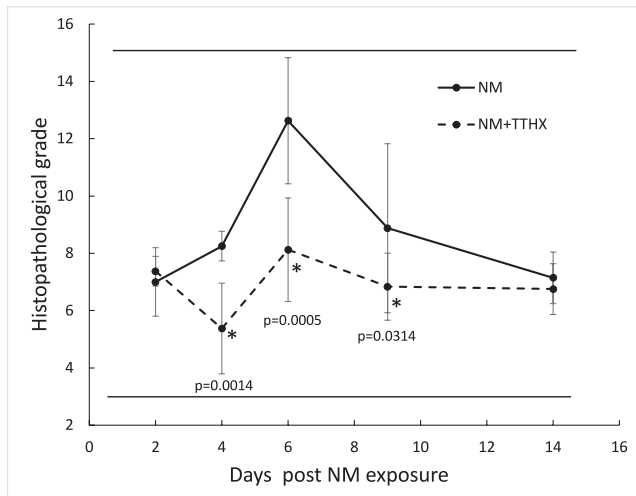 16
14
12
10
8
6
4
2
Histopathological grade
NM
NM+TTHX
*
*
*
p=0.0014
p=0.0005
p=0.0314
0 2 4 6 8 10 12 14 16
Days post NM exposure